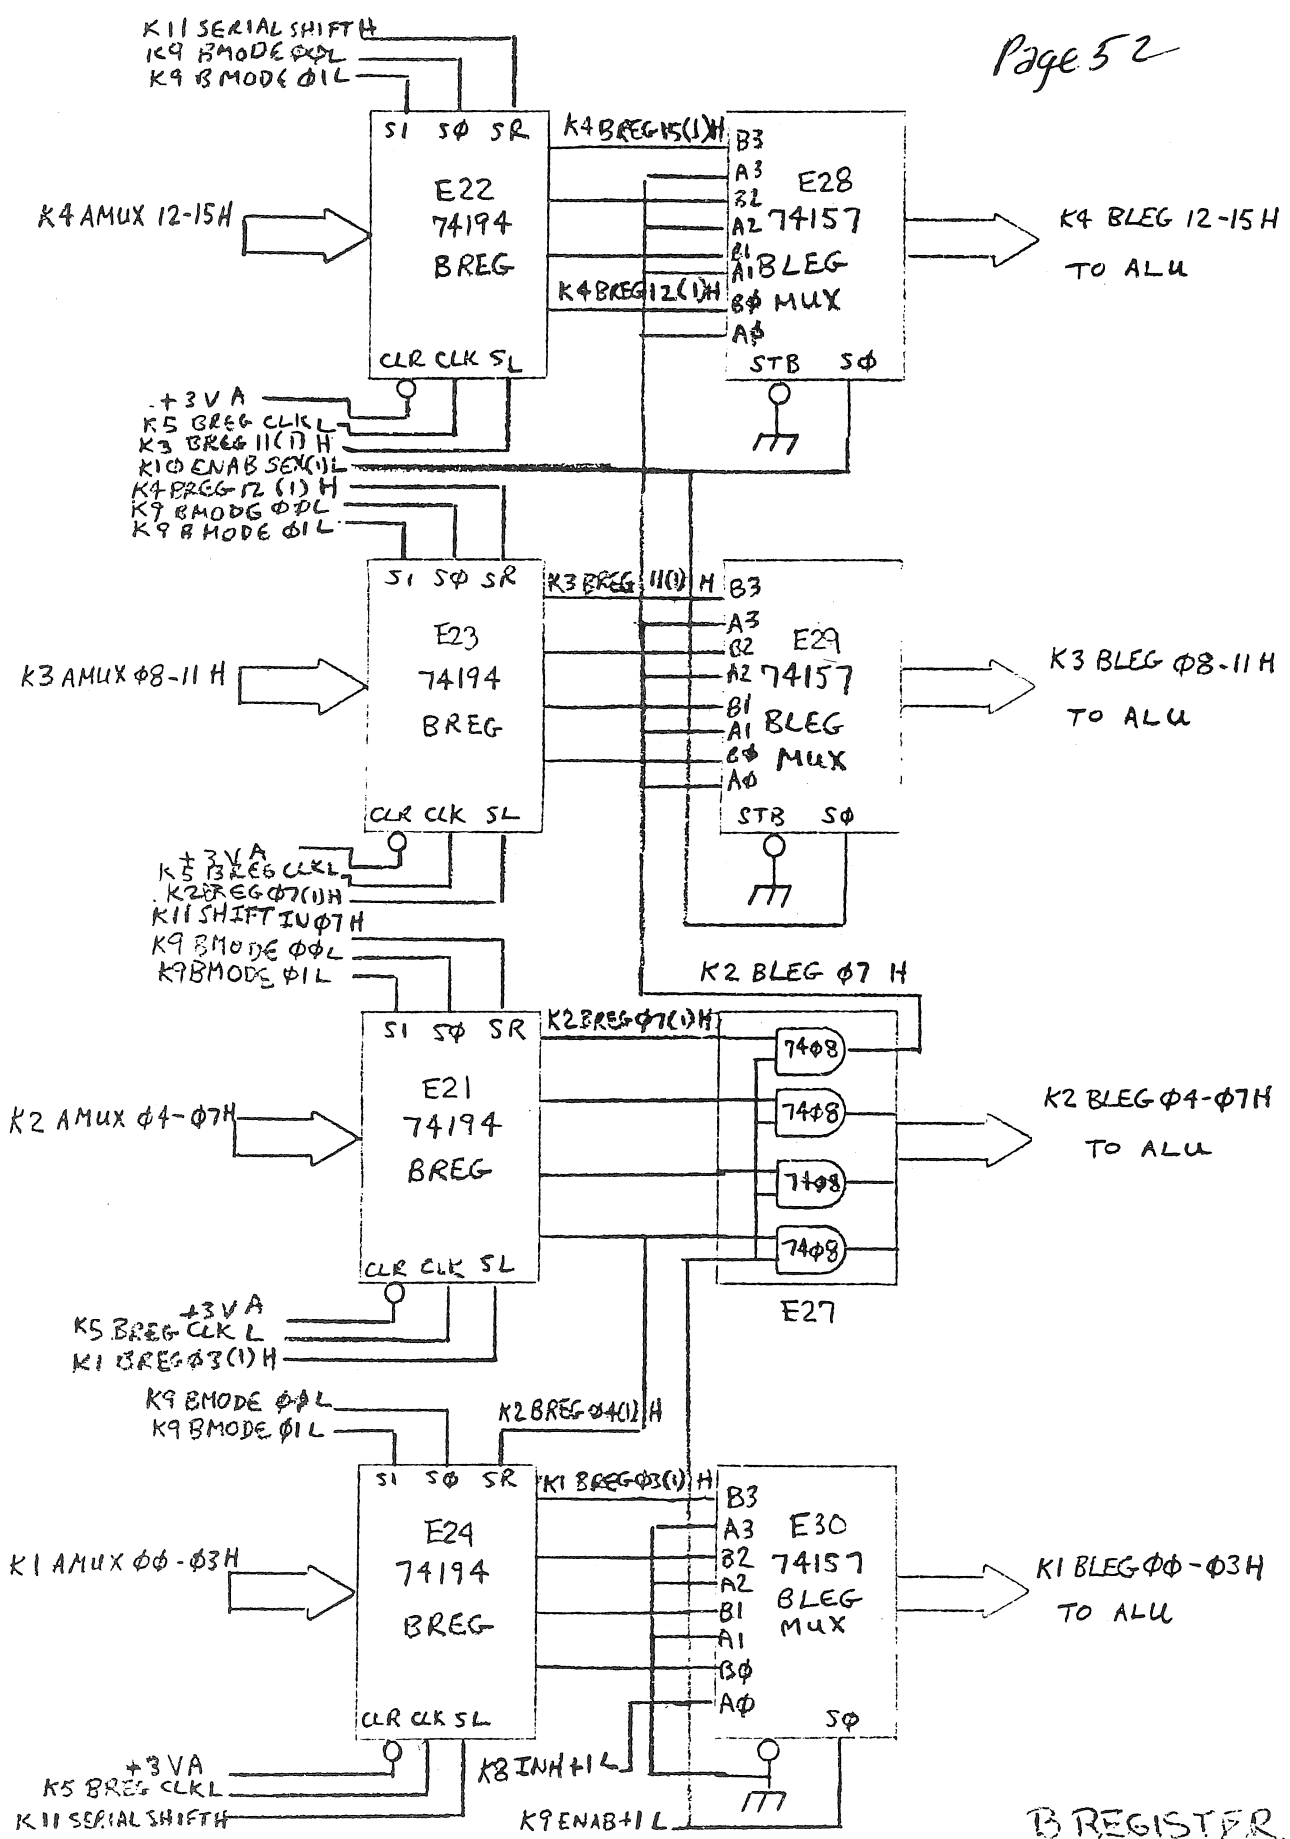 Page 52
K11 SERIAL SHIFT H
K9 BMODE ØØL
K9 BMODE Ø1L
S1 SØ SR
E22
74194
BREG
CLR CLK SL
K4 AMUX 12-15H
K4 BREG 15(1)H
K4 BREG 12(1)H
B3
A3
B2
A2
B1
A1
BØ
AØ
E28
74157
BLEG
MUX
STB SØ
K4 BLEG 12-15H
TO ALU
+3VA
K5 BREG CLK L
K3 BREG 11(1) H
K1Ø ENAB SEX(1)L
K4 BREG 12 (1) H
K9 BMODE ØØL
K9 BMODE Ø1L
S1 SØ SR
E23
74194
BREG
CLR CLK SL
K3 AMUX Ø8-11 H
K3 BREG 11(1) H
B3
A3
B2
A2
B1
A1
BØ
AØ
E29
74157
BLEG
MUX
STB SØ
K3 BLEG Ø8-11H
TO ALU
+3VA
K5 BREG CLKL
K2 BREG Ø7(1)H
K11 SHIFT IN Ø7H
K9 BMODE ØØL
K9 BMODE Ø1L
K2 BLEG Ø7 H
S1 SØ SR
E21
74194
BREG
CLR CLK SL
K2 AMUX Ø4-Ø7H
K2 BREG Ø7(1)H
74Ø8
74Ø8
74Ø8
74Ø8
E27
K2 BLEG Ø4-Ø7H
TO ALU
+3VA
K5 BREG CLK L
K1 BREG Ø3(1)H
K9 BMODE ØØL
K9 BMODE Ø1L
K2 BREG Ø4(1) H
S1 SØ SR
E24
74194
BREG
CLR CLK SL
K1 AMUX ØØ-Ø3H
K1 BREG Ø3(1) H
B3
A3
B2
A2
B1
A1
BØ
AØ
E30
74157
BLEG
MUX
SØ
K1 BLEG ØØ-Ø3H
TO ALU
+3VA
K5 BREG CLKL
K11 SERIAL SHIFTH
K8 INH+1 L
K9 ENAB+1 L
B REGISTER